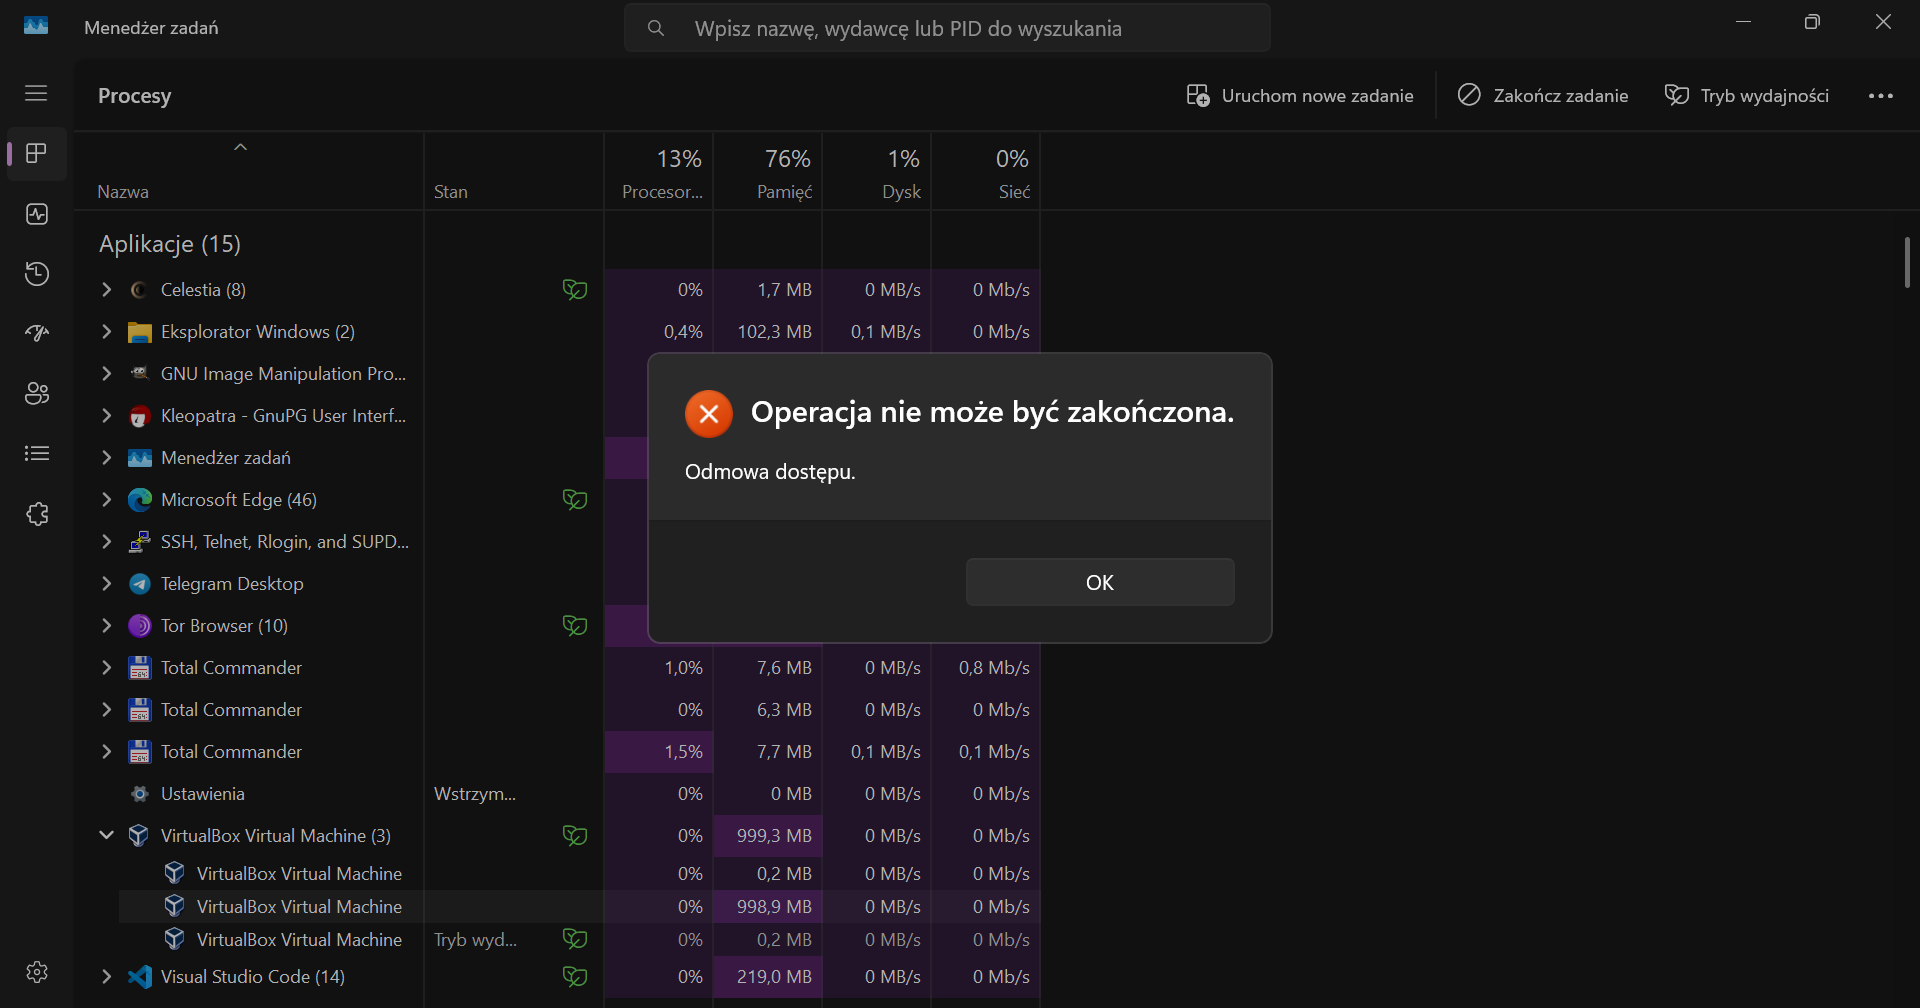 Menedżer zadań
Wpisz nazwę, wydawcę lub PID do wyszukania
Procesy
Uruchom nowe zadanie
Zakończ zadanie
Tryb wydajności
13% 76% 1% 0%
Nazwa Stan Procesor... Pamięć Dysk Sieć
Aplikacje (15)
Celestia (8) 0% 1,7 MB 0 MB/s 0 Mb/s
Eksplorator Windows (2) 0,4% 102,3 MB 0,1 MB/s 0 Mb/s
GNU Image Manipulation Pro...
Kleopatra - GnuPG User Interf...
Menedżer zadań
Microsoft Edge (46)
SSH, Telnet, Rlogin, and SUPD...
Telegram Desktop
Tor Browser (10)
Operacja nie może być zakończona.
Odmowa dostępu.
OK
Total Commander 1,0% 7,6 MB 0 MB/s 0,8 Mb/s
Total Commander 0% 6,3 MB 0 MB/s 0 Mb/s
Total Commander 1,5% 7,7 MB 0,1 MB/s 0,1 Mb/s
Ustawienia Wstrzym... 0% 0 MB 0 MB/s 0 Mb/s
VirtualBox Virtual Machine (3) 0% 999,3 MB 0 MB/s 0 Mb/s
VirtualBox Virtual Machine 0% 0,2 MB 0 MB/s 0 Mb/s
VirtualBox Virtual Machine 0% 998,9 MB 0 MB/s 0 Mb/s
VirtualBox Virtual Machine Tryb wyd... 0% 0,2 MB 0 MB/s 0 Mb/s
Visual Studio Code (14) 0% 219,0 MB 0 MB/s 0 Mb/s